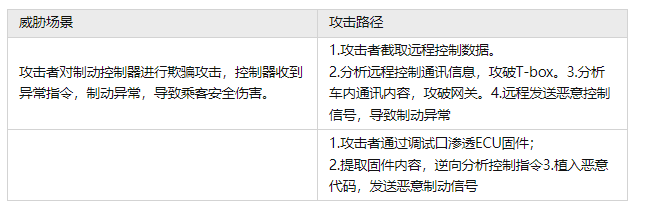 威胁场景
攻击路径
攻击者对制动控制器进行欺骗攻击，控制器收到
异常指令，制动异常，导致乘客安全伤害。
1.攻击者截取远程控制数据。
2.分析远程控制通讯信息，攻破T-box。3.分析
车内通讯内容，攻破网关。4.远程发送恶意控制
信号，导致制动异常
1.攻击者通过调试口渗透ECU固件；
2.提取固件内容，逆向分析控制指令3.植入恶意
代码，发送恶意制动信号